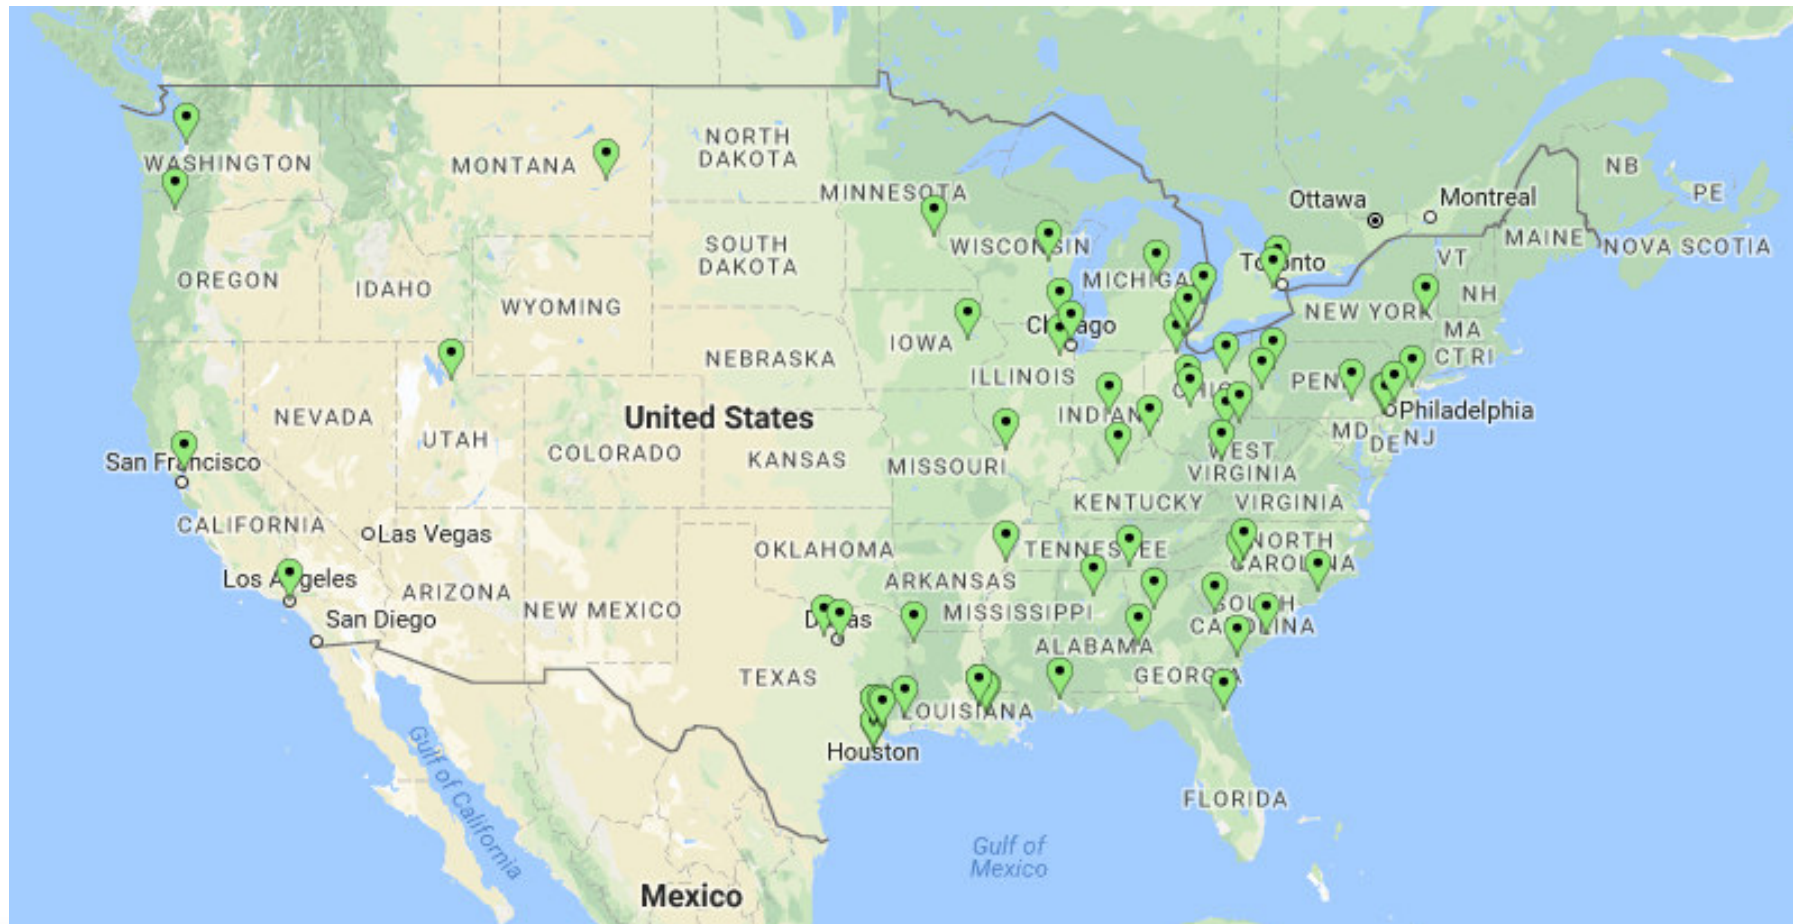 NORTH
DAKOTA
WASHINGTON
MONTANA
MINNESOTA
NB
PE
Ottawa
Montreal
SOUTH
DAKOTA
WISCONSIN
MAINE
NOVA SCOTIA
VT
OREGON
IDAHO
MICHIGA
Toronto
NH
WYOMING
NEW YORK
Chicago
MA
IOWA
CT RI
NEBRASKA
ILLINOIS
OHIO
PEN
NEVADA
United States
INDIAN
Philadelphia
UTAH
COLORADO
KANSAS
MISSOURI
MD
DE
NJ
San Francisco
WEST
VIRGINIA
KENTUCKY
VIRGINIA
CALIFORNIA
Las Vegas
OKLAHOMA
TENNESSEE
NORTH
CAROLINA
Los Angeles
ARIZONA
NEW MEXICO
ARKANSAS
MISSISSIPPI
SOUTH
CAROLINA
San Diego
Dallas
ALABAMA
TEXAS
GEORGIA
LOUISIANA
Houston
Gulf of California
FLORIDA
Gulf of
Mexico
Mexico